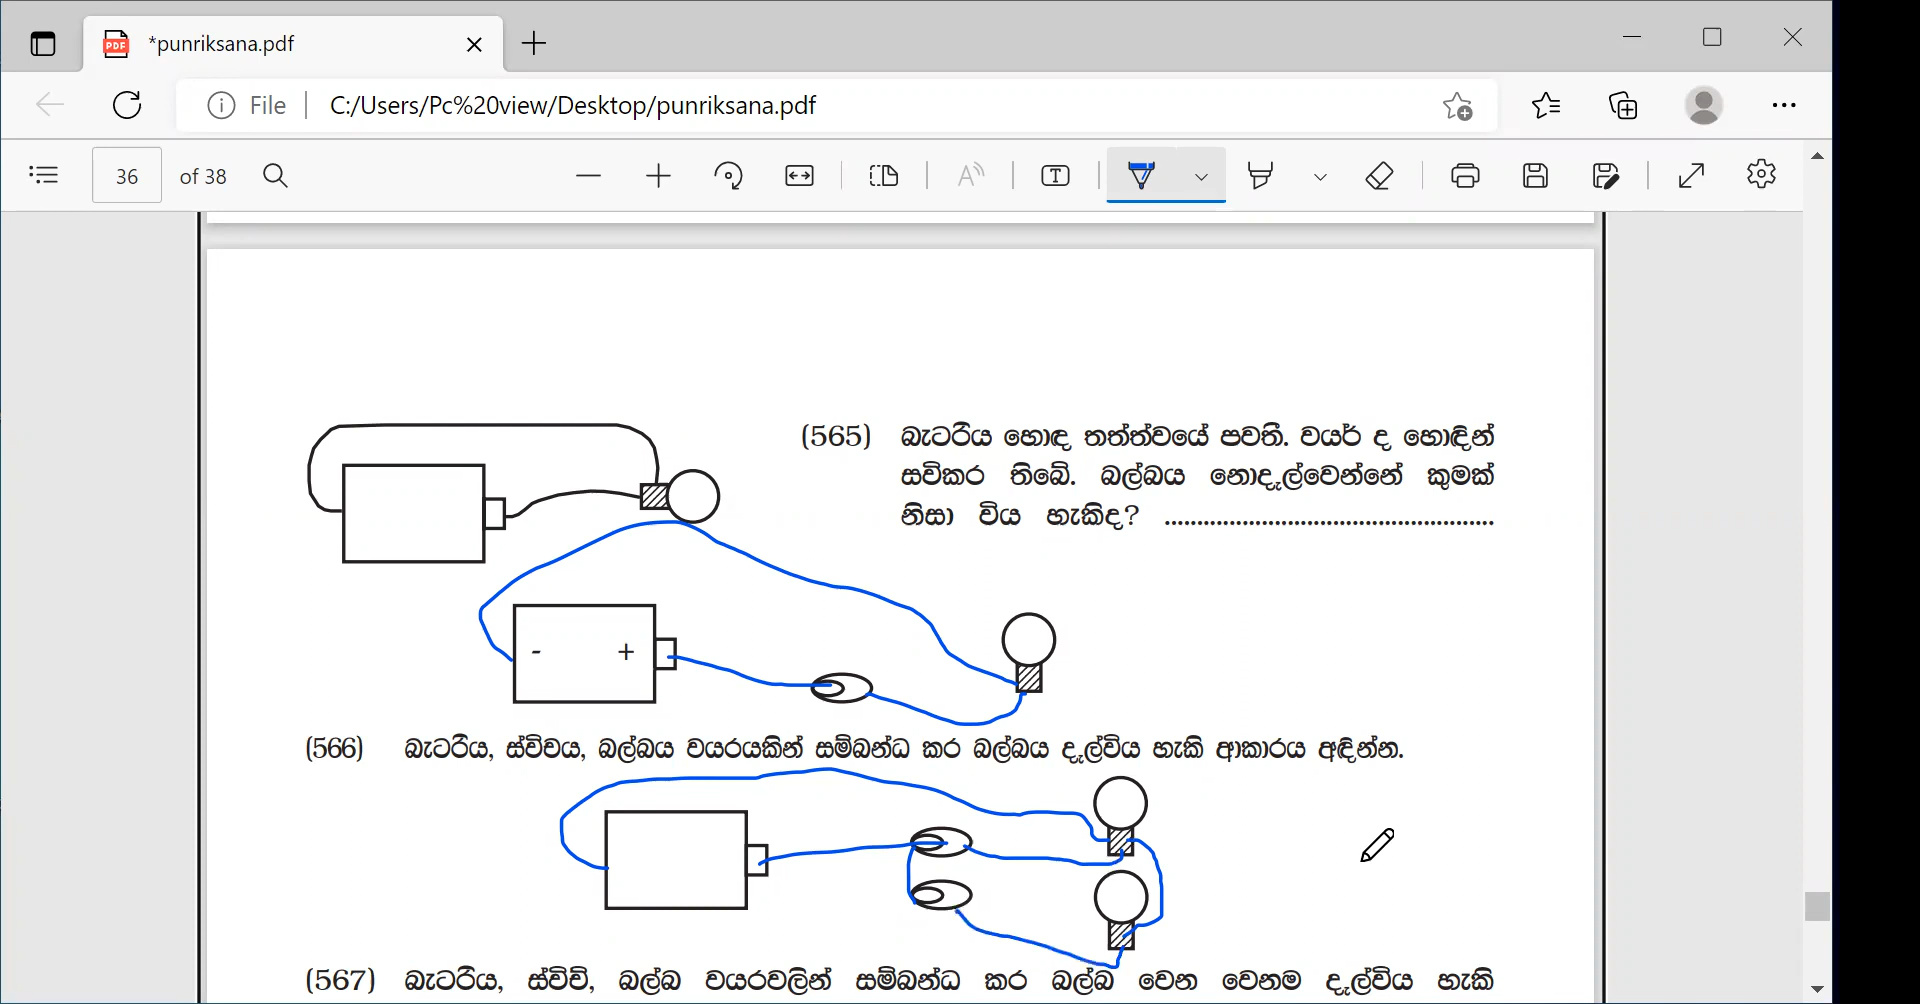 *punriksana.pdf
File
C:/Users/Pc%20view/Desktop/punriksana.pdf
36 of 38
(565) බැටරිය හොඳ තත්ත්වයේ පවතී. වයර් ද හොඳින්
සවිකර තිබේ. බල්බය නොදැල්වෙන්නේ කුමක්
නිසා විය හැකිද? ..................................................
- +
(566) බැටරිය, ස්විචය, බල්බය වයරයකින් සම්බන්ධ කර බල්බය දැල්විය හැකි ආකාරය අඳින්න.
(567) බැටරිය, ස්විච්, බල්බ වයරවලින් සම්බන්ධ කර බල්බ වෙන වෙනම දැල්විය හැකි